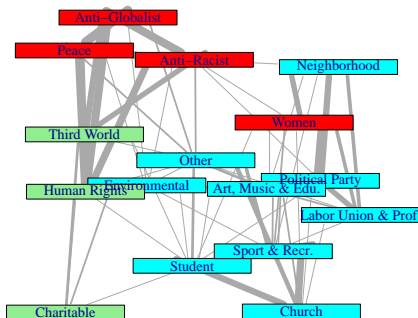 Anti-Globalist
Peace
Anti-Racist
Neighborhood
Women
Third World
Other
Environmental
Political Party
Human Rights
Art, Music & Edu.
Labor Union & Prof
Sport & Recr.
Student
Charitable
Church